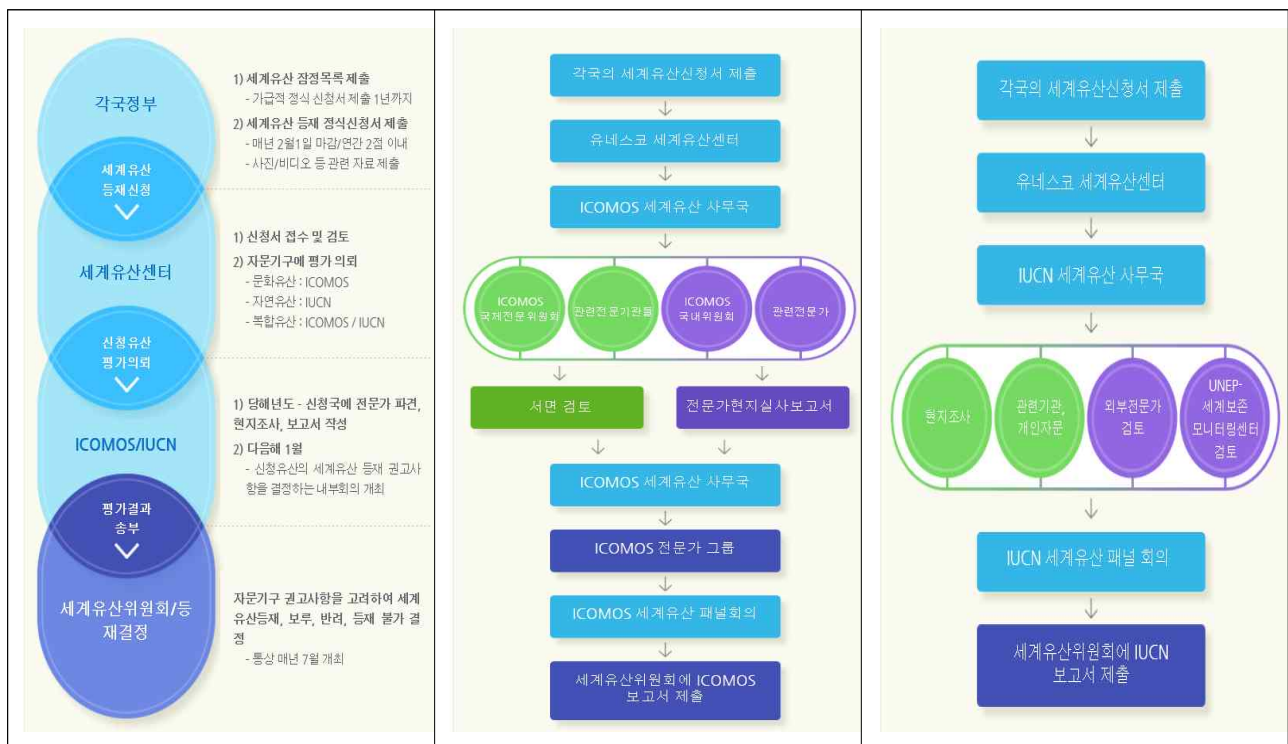 각국정부
1) 세계유산 잠정목록 제출
- 가급적 정식 신청서 제출 1년까지
2) 세계유산 등재 정식신청서 제출
- 매년 2월1일 마감/연간 2점 이내
- 사진/비디오 등 관련 자료 제출
세계유산
등재신청
세계유산센터
1) 신청서 접수 및 검토
2) 자문기구에 평가 의뢰
- 문화유산 : ICOMOS
- 자연유산 : IUCN
- 복합유산 : ICOMOS / IUCN
신청유산
평가의뢰
ICOMOS/IUCN
1) 당해년도 - 신청국에 전문가 파견,
현지조사, 보고서 작성
2) 다음해 1월
- 신청유산의 세계유산 등재 권고사
항을 결정하는 내부회의 개최
평가결과
송부
세계유산위원회/등
재결정
자문기구 권고사항을 고려하여 세계
유산등재, 보루, 반려, 등재 불가 결
정
- 통상 매년 7월 개최
각국의 세계유산신청서 제출
유네스코 세계유산센터
ICOMOS 세계유산 사무국
ICOMOS
국제전문위원회
관련전문기관들
ICOMOS
국내위원회
관련전문가
서면 검토
전문가현지실사보고서
ICOMOS 세계유산 사무국
ICOMOS 전문가 그룹
ICOMOS 세계유산 패널회의
세계유산위원회에 ICOMOS
보고서 제출
각국의 세계유산신청서 제출
유네스코 세계유산센터
IUCN 세계유산 사무국
현지조사
관련기관,
개인자문
외부전문가
검토
UNEP-
세계보존
모니터링센터
검토
IUCN 세계유산 패널 회의
세계유산위원회에 IUCN
보고서 제출